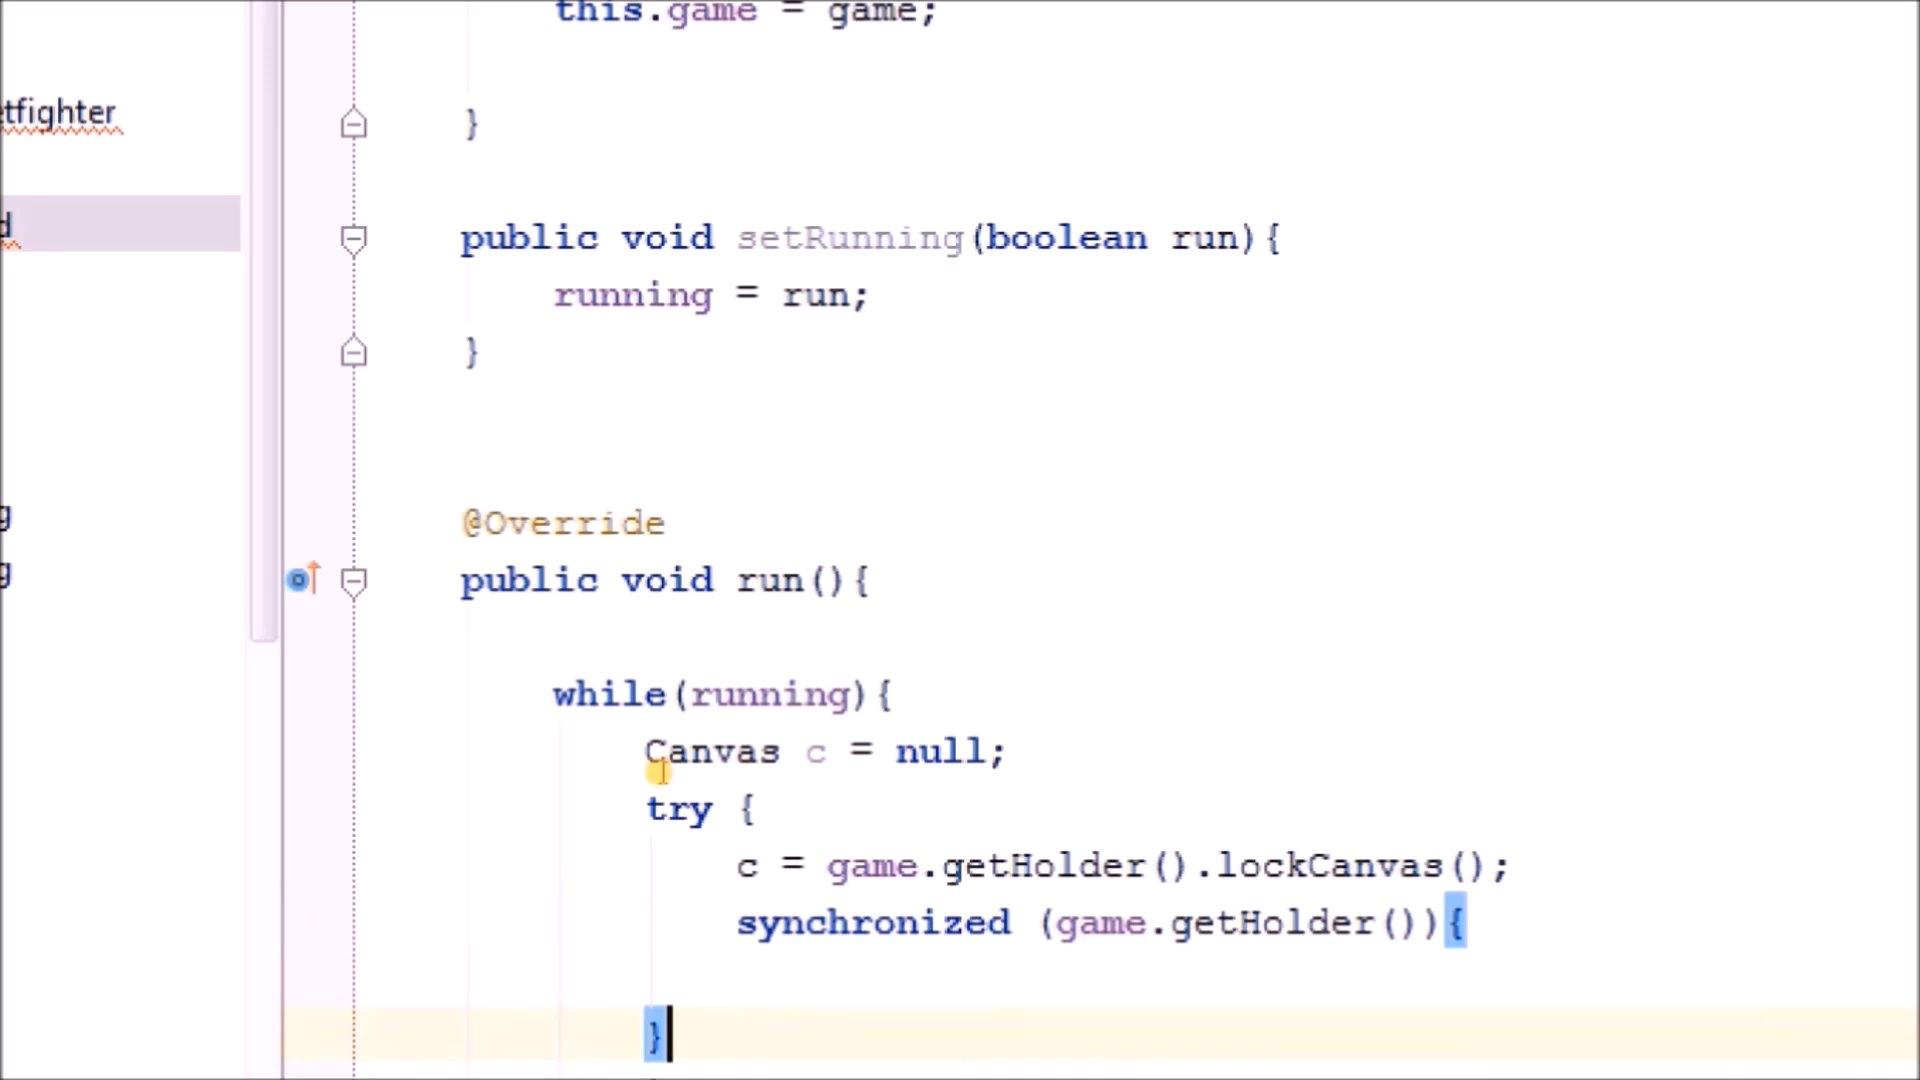 this.game = game;
tfighter
}
d
public void setRunning(boolean run){
running = run;
}
g
@Override
g
public void run(){
while(running){
Canvas c = null;
try {
c = game.getHolder().lockCanvas();
synchronized (game.getHolder()){
}